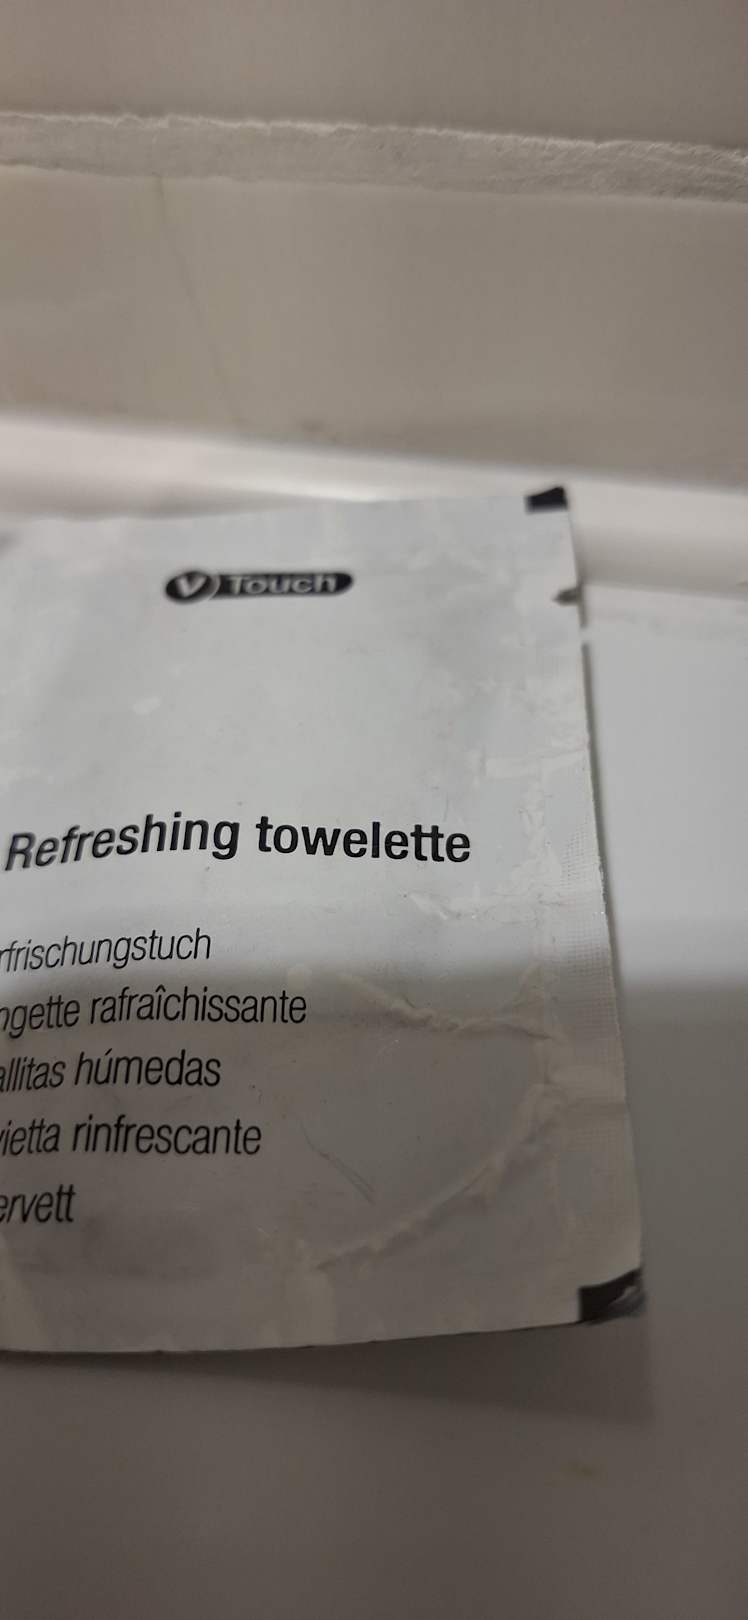 V Touch
Refreshing towelette
rfrischungstuch
ngette rafraîchissante
allitas húmedas
vietta rinfrescante
ervett